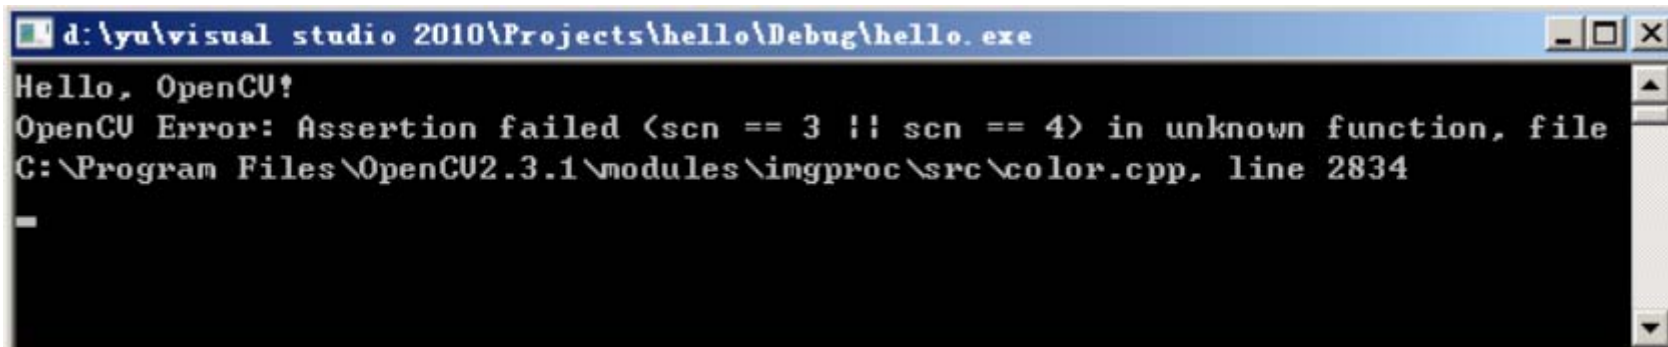 d:\yu\visual studio 2010\Projects\hello\Debug\hello.exe
Hello, OpenCV!
OpenCV Error: Assertion failed (scn == 3 || scn == 4) in unknown function, file
C:\Program Files\OpenCV2.3.1\modules\imgproc\src\color.cpp, line 2834